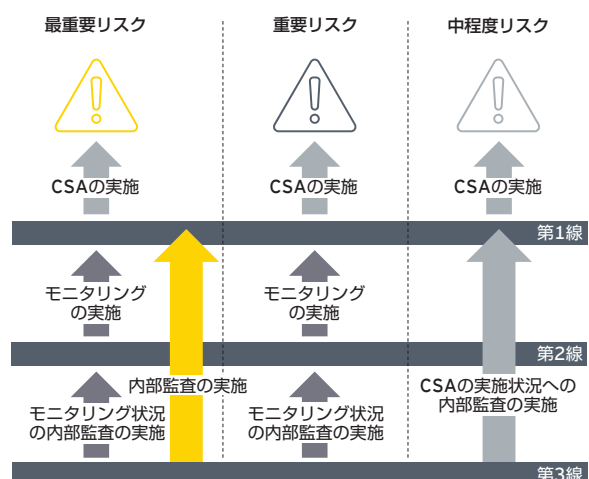 最重要リスク
重要リスク
中程度リスク
CSAの実施
CSAの実施
CSAの実施
第1線
モニタリング
の実施
モニタリング
の実施
第2線
内部監査の実施
モニタリング状況
の内部監査の実施
モニタリング状況
の内部監査の実施
CSAの実施状況への
内部監査の実施
第3線